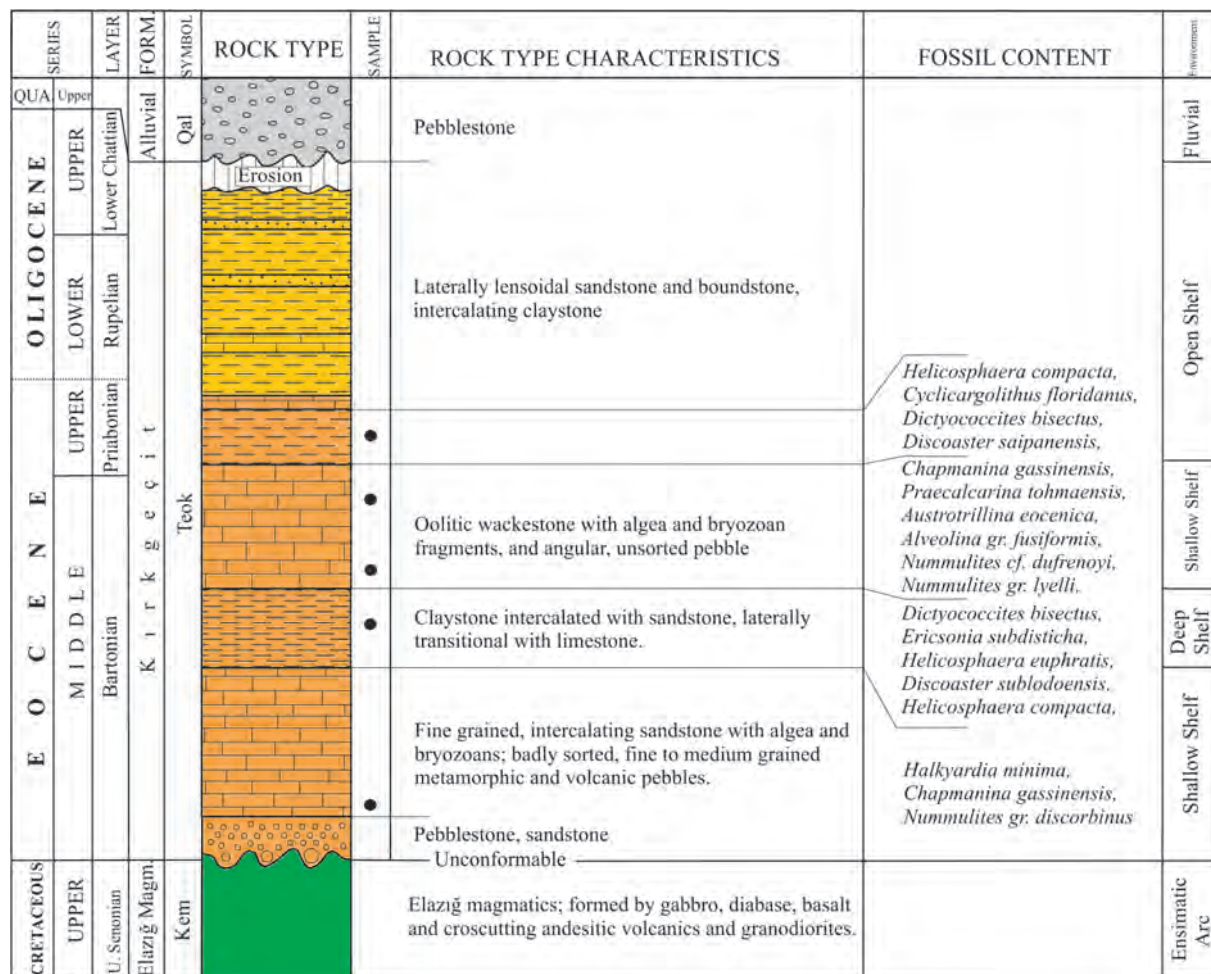 SERIES
LAYER
FORM.
SYMBOL
ROCK TYPE
SAMPLE
ROCK TYPE CHARACTERISTICS
FOSSIL CONTENT
Environment
QUA.
Upper
OLIGOCENE
UPPER
LOWER
EOCENE
UPPER
MIDDLE
CRETACEOUS
UPPER
Lower Chattian
Rupelian
Priabonian
Bartonian
U. Senonian
Alluvial
Kırkgeçit
Elazığ Magm.
Qal
Teok
Kem
Erosion
Pebblestone
Laterally lensoidal sandstone and boundstone,
intercalating claystone
Oolitic wackestone with algea and bryozoan
fragments, and angular, unsorted pebble
Claystone intercalated with sandstone, laterally
transitional with limestone.
Fine grained, intercalating sandstone with algea and
bryozoans; badly sorted, fine to medium grained
metamorphic and volcanic pebbles.
Pebblestone, sandstone
Unconformable
Elazığ magmatics; formed by gabbro, diabase, basalt
and croscutting andesitic volcanics and granodiorites.
Helicosphaera compacta,
Cyclicargolithus floridanus,
Dictyococcites bisectus,
Discoaster saipanensis,
Chapmanina gassinensis,
Praecalcarina tohmaensis,
Austrotrillina eocenica,
Alveolina gr. fusiformis,
Nummulites cf. dufrenoyi,
Nummulites gr. lyelli,
Dictyococcites bisectus,
Ericsonia subdisticha,
Helicosphaera euphratis,
Discoaster sublodoensis,
Helicosphaera compacta,
Halkyardia minima,
Chapmanina gassinensis,
Nummulites gr. discorbinus
Fluvial
Open Shelf
Shallow Shelf
Deep
Shelf
Shallow Shelf
Ensimatic
Arc